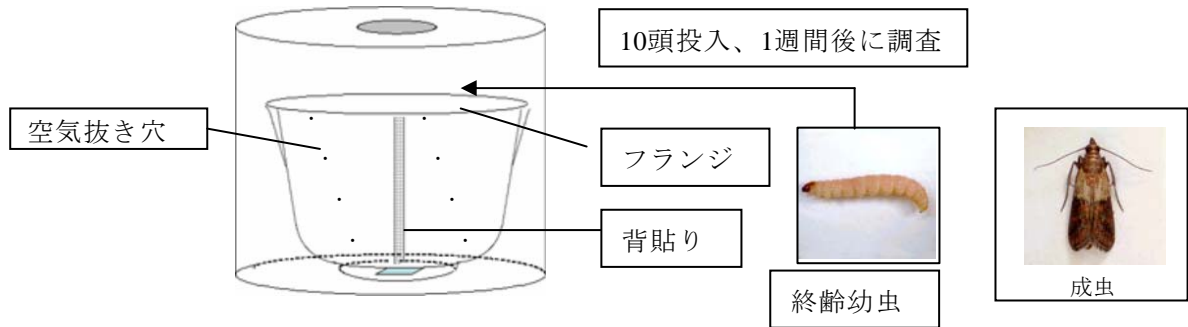 10頭投入、1週間後に調査
空気抜き穴
フランジ
背貼り
終齢幼虫
成虫